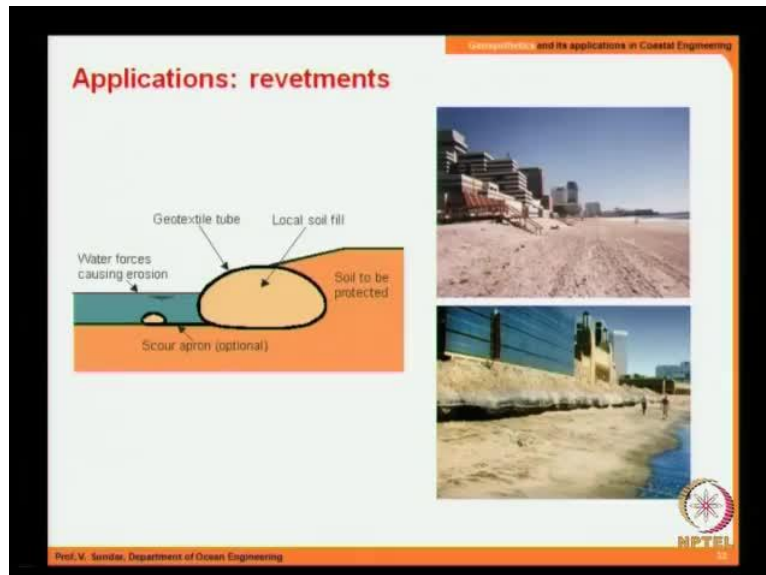 Geosynthetics and its applications in Coastal Engineering
Applications: revetments
Geotextile tube
Local soil fill
Water forces
causing erosion
Soil to be
protected
Scour apron (optional)
NPTEL
Prof. V. Sundar, Department of Ocean Engineering